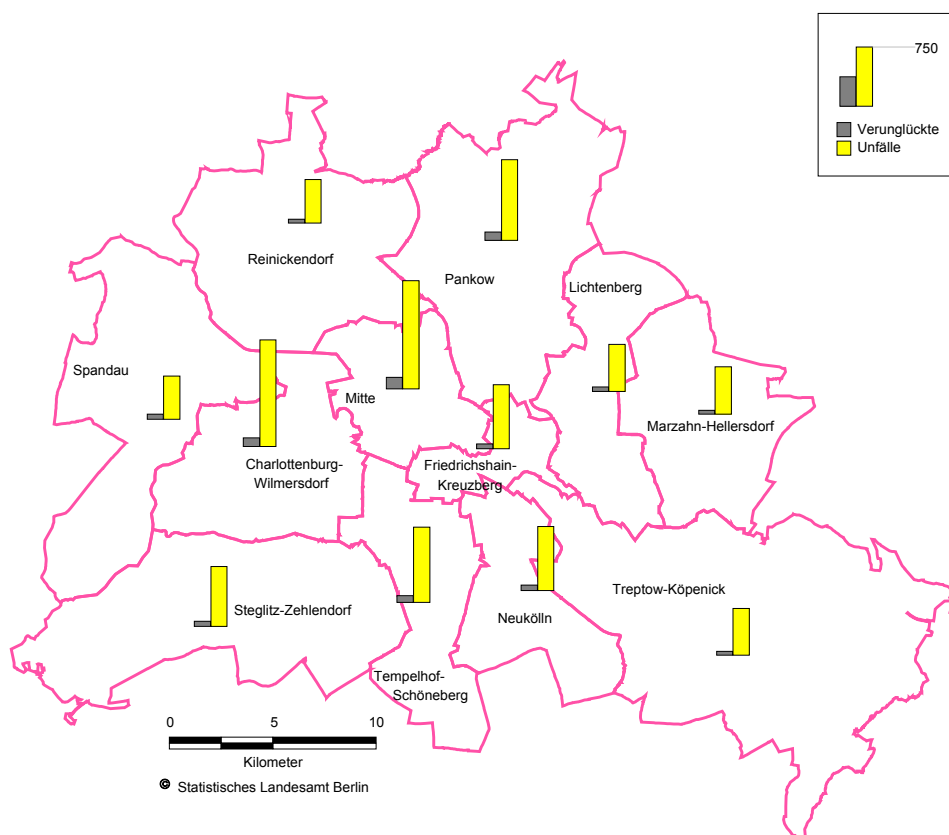 750
Verunglückte
Unfälle
Reinickendorf
Pankow
Lichtenberg
Spandau
Mitte
Marzahn-Hellersdorf
Charlottenburg-
Wilmersdorf
Friedrichshain-
Kreuzberg
Treptow-Köpenick
Steglitz-Zehlendorf
Neukölln
Tempelhof-
Schöneberg
0 5 10
Kilometer
© Statistisches Landesamt Berlin